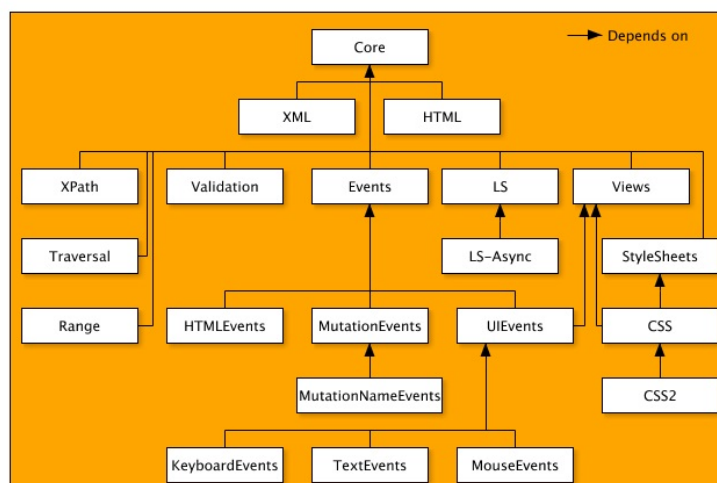 Core
Depends on
XML
HTML
XPath
Validation
Events
LS
Views
Traversal
LS-Async
StyleSheets
Range
HTMLEvents
MutationEvents
UIEvents
CSS
MutationNameEvents
CSS2
KeyboardEvents
TextEvents
MouseEvents